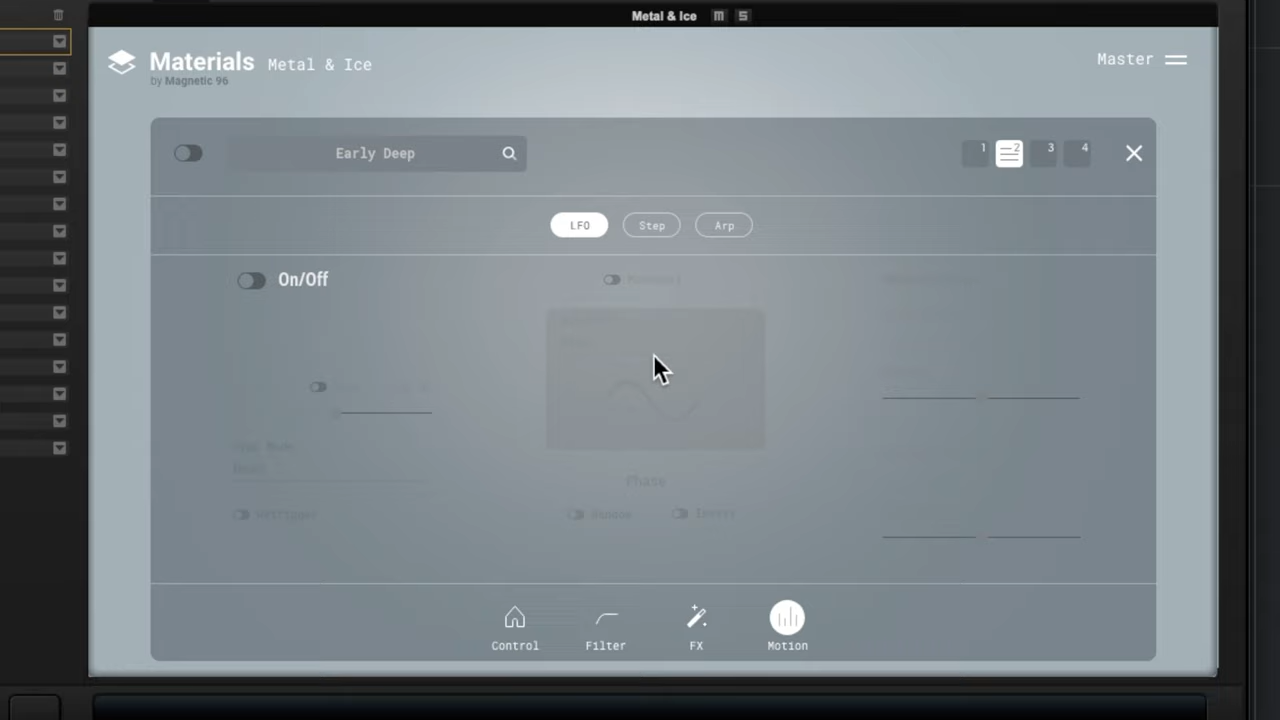 Metal & Ice M S
Materials Metal & Ice
by Magnetic 96
Master
Early Deep
1 2 3 4
LFO Step Arp
On/Off
Phase
Retrigger
Control Filter FX Motion